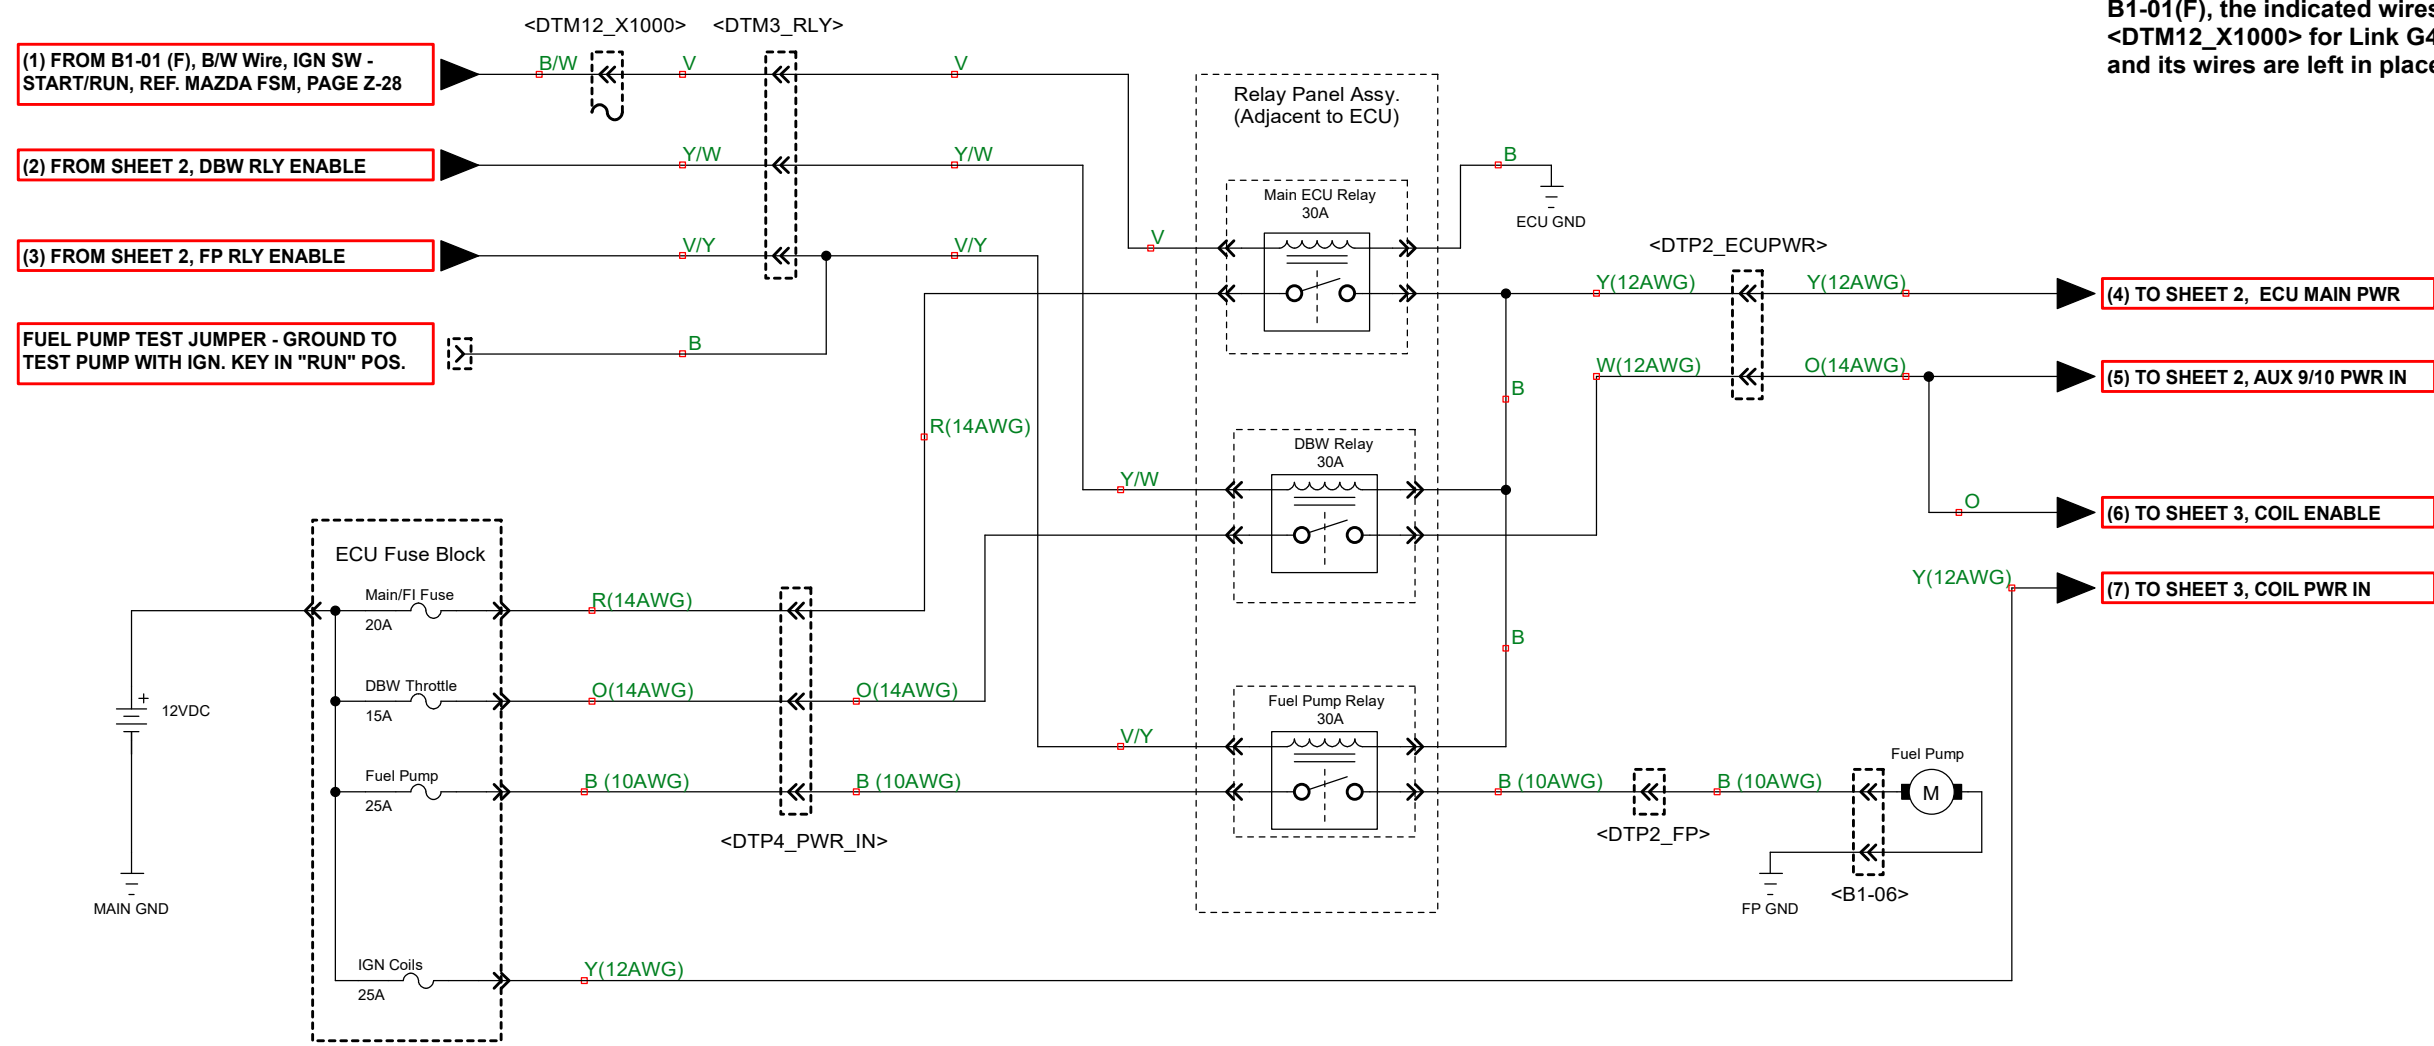 B1-01(F), the indicated wires
<DTM12_X1000> for Link G4
and its wires are left in place
<DTM12_X1000>
<DTM3_RLY>
(1) FROM B1-01 (F), B/W Wire, IGN SW -
START/RUN, REF. MAZDA FSM, PAGE Z-28
B/W
V
V
Relay Panel Assy.
(Adjacent to ECU)
(2) FROM SHEET 2, DBW RLY ENABLE
Y/W
Y/W
B
ECU GND
Main ECU Relay
30A
V
(3) FROM SHEET 2, FP RLY ENABLE
V/Y
V/Y
<DTP2_ECUPWR>
Y(12AWG)
Y(12AWG)
(4) TO SHEET 2,  ECU MAIN PWR
FUEL PUMP TEST JUMPER - GROUND TO
TEST PUMP WITH IGN. KEY IN "RUN" POS.
B
W(12AWG)
O(14AWG)
(5) TO SHEET 2, AUX 9/10 PWR IN
B
R(14AWG)
DBW Relay
30A
Y/W
O
(6) TO SHEET 3, COIL ENABLE
ECU Fuse Block
Y(12AWG)
(7) TO SHEET 3, COIL PWR IN
Main/FI Fuse
20A
R(14AWG)
B
DBW Throttle
15A
O(14AWG)
O(14AWG)
+
12VDC
Fuel Pump Relay
30A
V/Y
Fuel Pump
25A
B (10AWG)
B (10AWG)
B (10AWG)
B (10AWG)
Fuel Pump
M
<DTP4_PWR_IN>
<DTP2_FP>
<B1-06>
MAIN GND
FP GND
IGN Coils
25A
Y(12AWG)